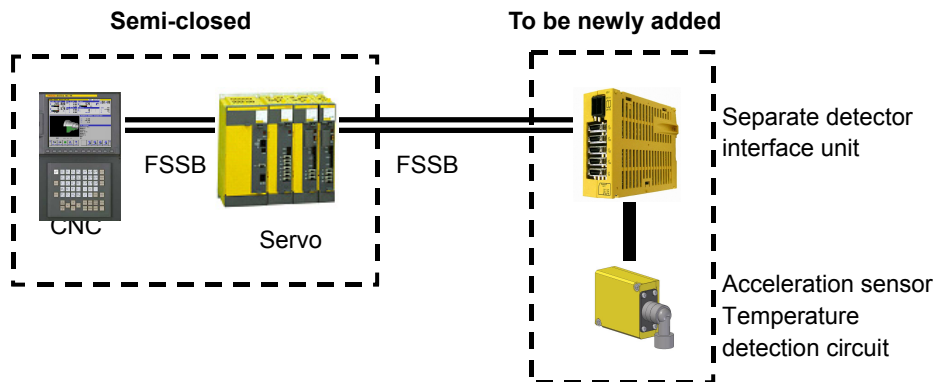 Semi-closed
To be newly added
FSSB
FSSB
CNC
Servo
Separate detector
interface unit
Acceleration sensor
Temperature
detection circuit